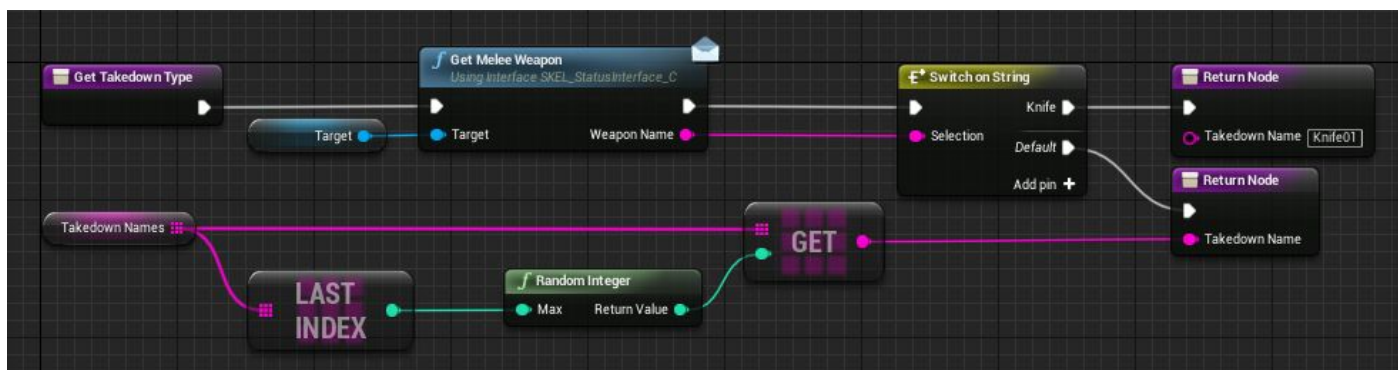 Get Takedown Type
Target
Get Melee Weapon
Using Interface SKEL_StatusInterface_C
Target
Weapon Name
Switch on String
Knife
Selection
Default
Add pin
Return Node
Takedown Name Knife01
Return Node
Takedown Name
Takedown Names
LAST
INDEX
Random Integer
Max
Return Value
GET